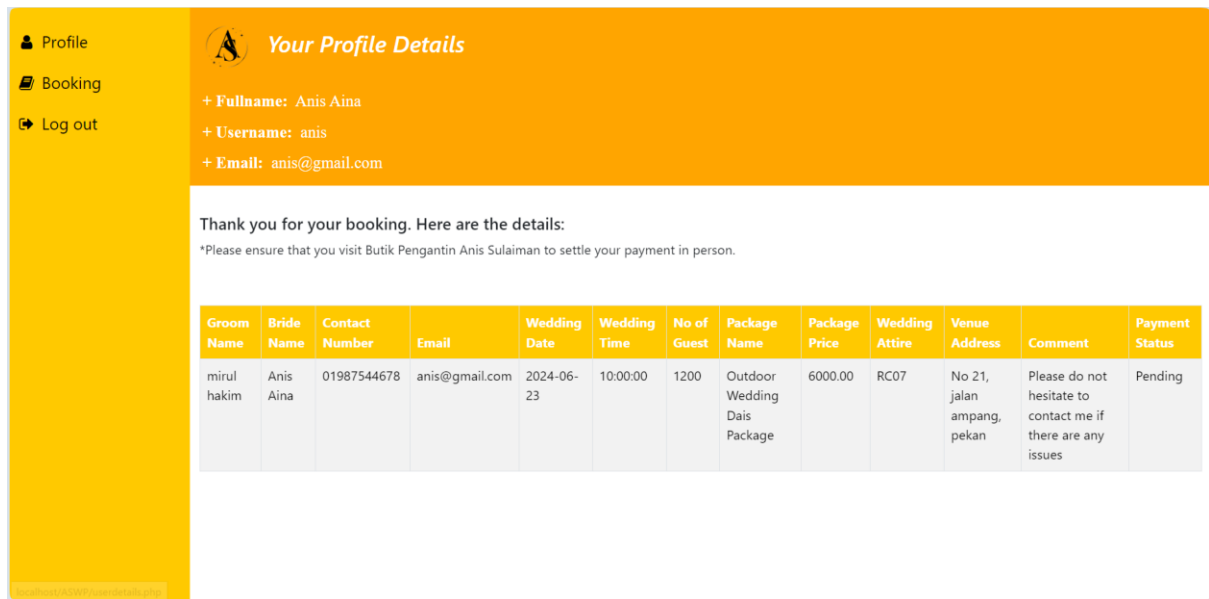 Profile
Booking
Log out
AS
Your Profile Details
+ Fullname: Anis Aina
+ Username: anis
+ Email: anis@gmail.com
Thank you for your booking. Here are the details:
*Please ensure that you visit Butik Pengantin Anis Sulaiman to settle your payment in person.
Groom Name
Bride Name
Contact Number
Email
Wedding Date
Wedding Time
No of Guest
Package Name
Package Price
Wedding Attire
Venue Address
Comment
Payment Status
mirul hakim
Anis Aina
01987544678
anis@gmail.com
2024-06-23
10:00:00
1200
Outdoor Wedding Dais Package
6000.00
RC07
No 21, jalan ampang, pekan
Please do not hesitate to contact me if there are any issues
Pending
localhost/ASWP/userdetails.php